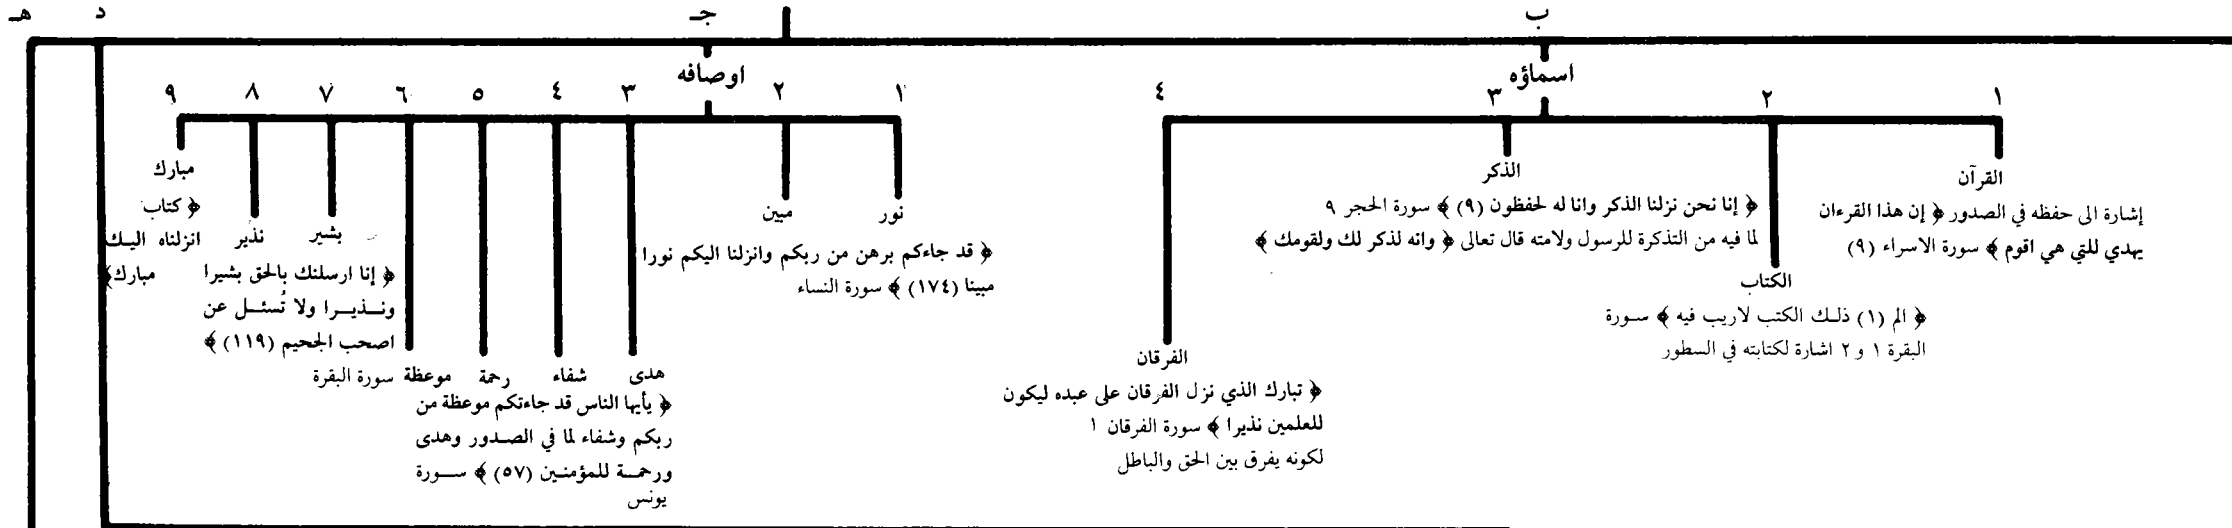 ب
جـ
د
هـ
اسماؤه
١
٢
٣
٤
القرآن
إشارة الى حفظه في الصدور ﴿ إن هذا القرءان
يهدي للتي هي اقوم ﴾ سورة الاسراء (٩)
الكتاب
﴿ الم (١) ذلك الكتب لاريب فيه ﴾ سورة
البقرة ١ و ٢ اشارة لكتابته في السطور
الذكر
﴿ إنا نحن نزلنا الذكر وانا له لحفظون (٩) ﴾ سورة الحجر ٩
لما فيه من التذكرة للرسول ولامته قال تعالى ﴿ وانه لذكر لك ولقومك ﴾
الفرقان
﴿ تبارك الذي نزل الفرقان على عبده ليكون
للعلمين نذيرا ﴾ سورة الفرقان ١
لكونه يفرق بين الحق والباطل
اوصافه
١
٢
٣
٤
٥
٦
٧
٨
٩
نور
مبين
﴿ قد جاءكم برهن من ربكم وانزلنا اليكم نورا
مبينا (١٧٤) ﴾ سورة النساء
هدى
شفاء
رحمة
موعظة
﴿ يأيها الناس قد جاءتكم موعظة من
ربكم وشفاء لما في الصدور وهدى
ورحمة للمؤمنين (٥٧) ﴾ سورة
يونس
بشير
نذير
﴿ إنا ارسلنك بالحق بشيرا
ونذيرا ولا تُسئل عن
اصحب الجحيم (١١٩) ﴾
سورة البقرة
مبارك
﴿ كتاب
انزلناه اليك
مبارك﴾